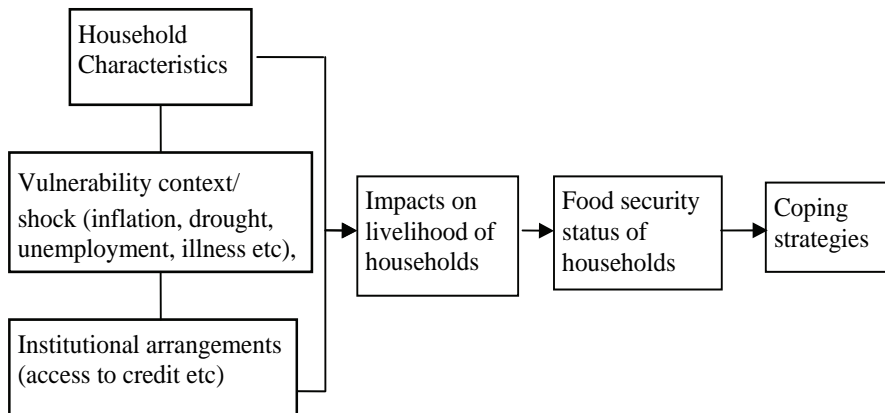 Household
Characteristics
Vulnerability context/
shock (inflation, drought,
unemployment, illness etc),
Institutional arrangements
(access to credit etc)
Impacts on
livelihood of
households
Food security
status of
households
Coping
strategies